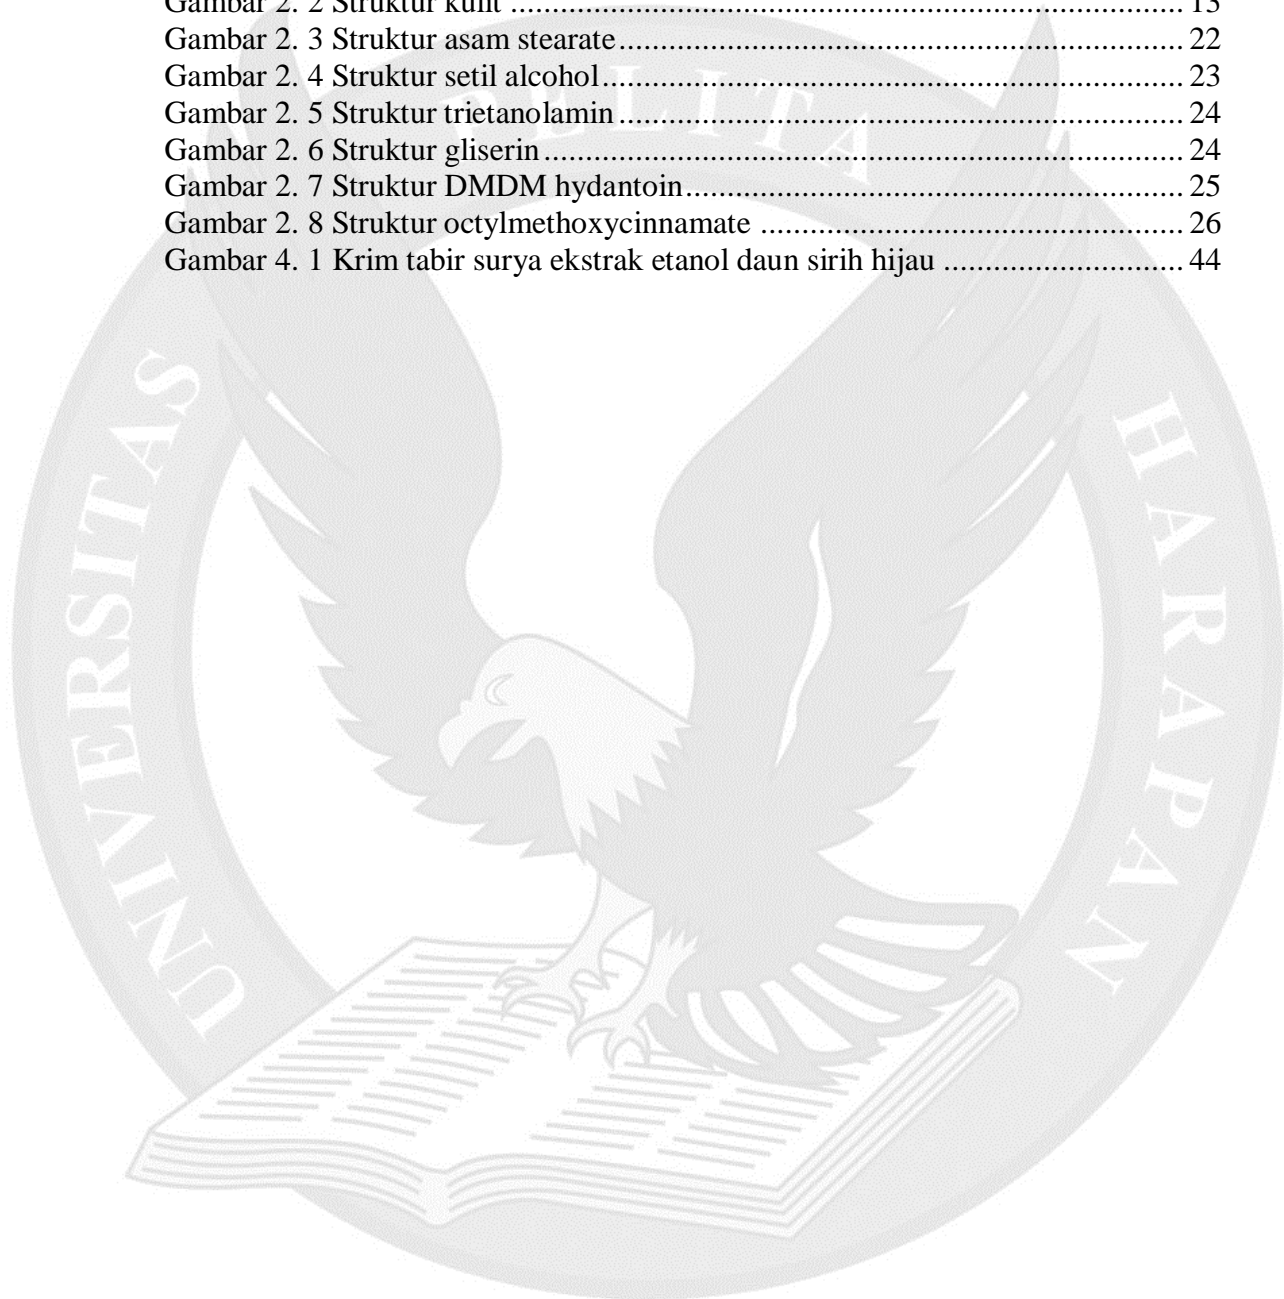 Gambar 2. 2 Struktur kulit ........................................................................................ 13
Gambar 2. 3 Struktur asam stearate ........................................................................ 22
Gambar 2. 4 Struktur setil alcohol .......................................................................... 23
Gambar 2. 5 Struktur trietanolamin ........................................................................ 24
Gambar 2. 6 Struktur gliserin .................................................................................. 24
Gambar 2. 7 Struktur DMDM hydantoin ................................................................ 25
Gambar 2. 8 Struktur octylmethoxycinnamate ...................................................... 26
Gambar 4. 1 Krim tabir surya ekstrak etanol daun sirih hijau .............................. 44
UNIVERSITAS
PELITA
HARAPAN